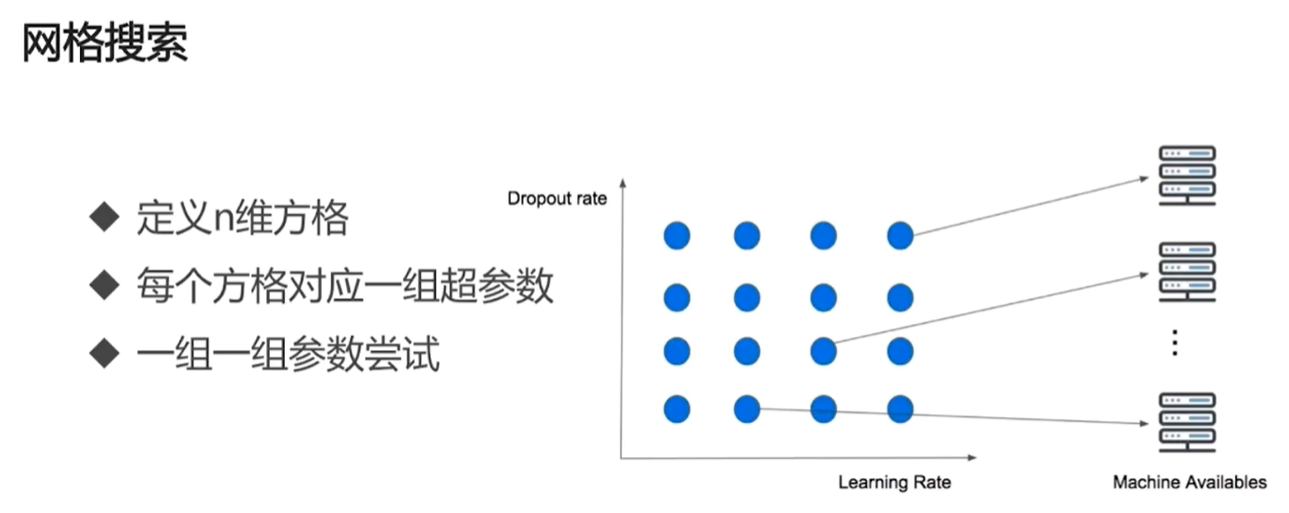 网格搜索
定义n维方格
每个方格对应一组超参数
一组一组参数尝试
Dropout rate
Learning Rate
Machine Availables